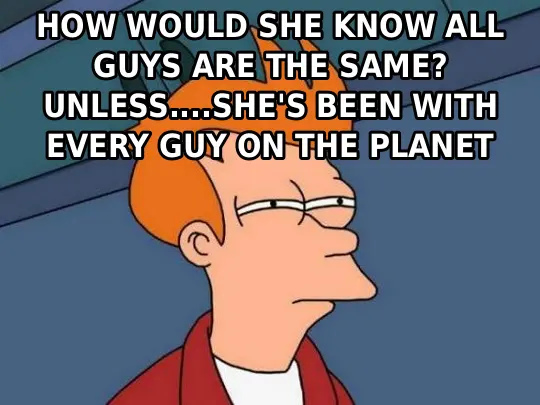 HOW WOULD SHE KNOW ALL
GUYS ARE THE SAME?
UNLESS....SHE'S BEEN WITH
EVERY GUY ON THE PLANET